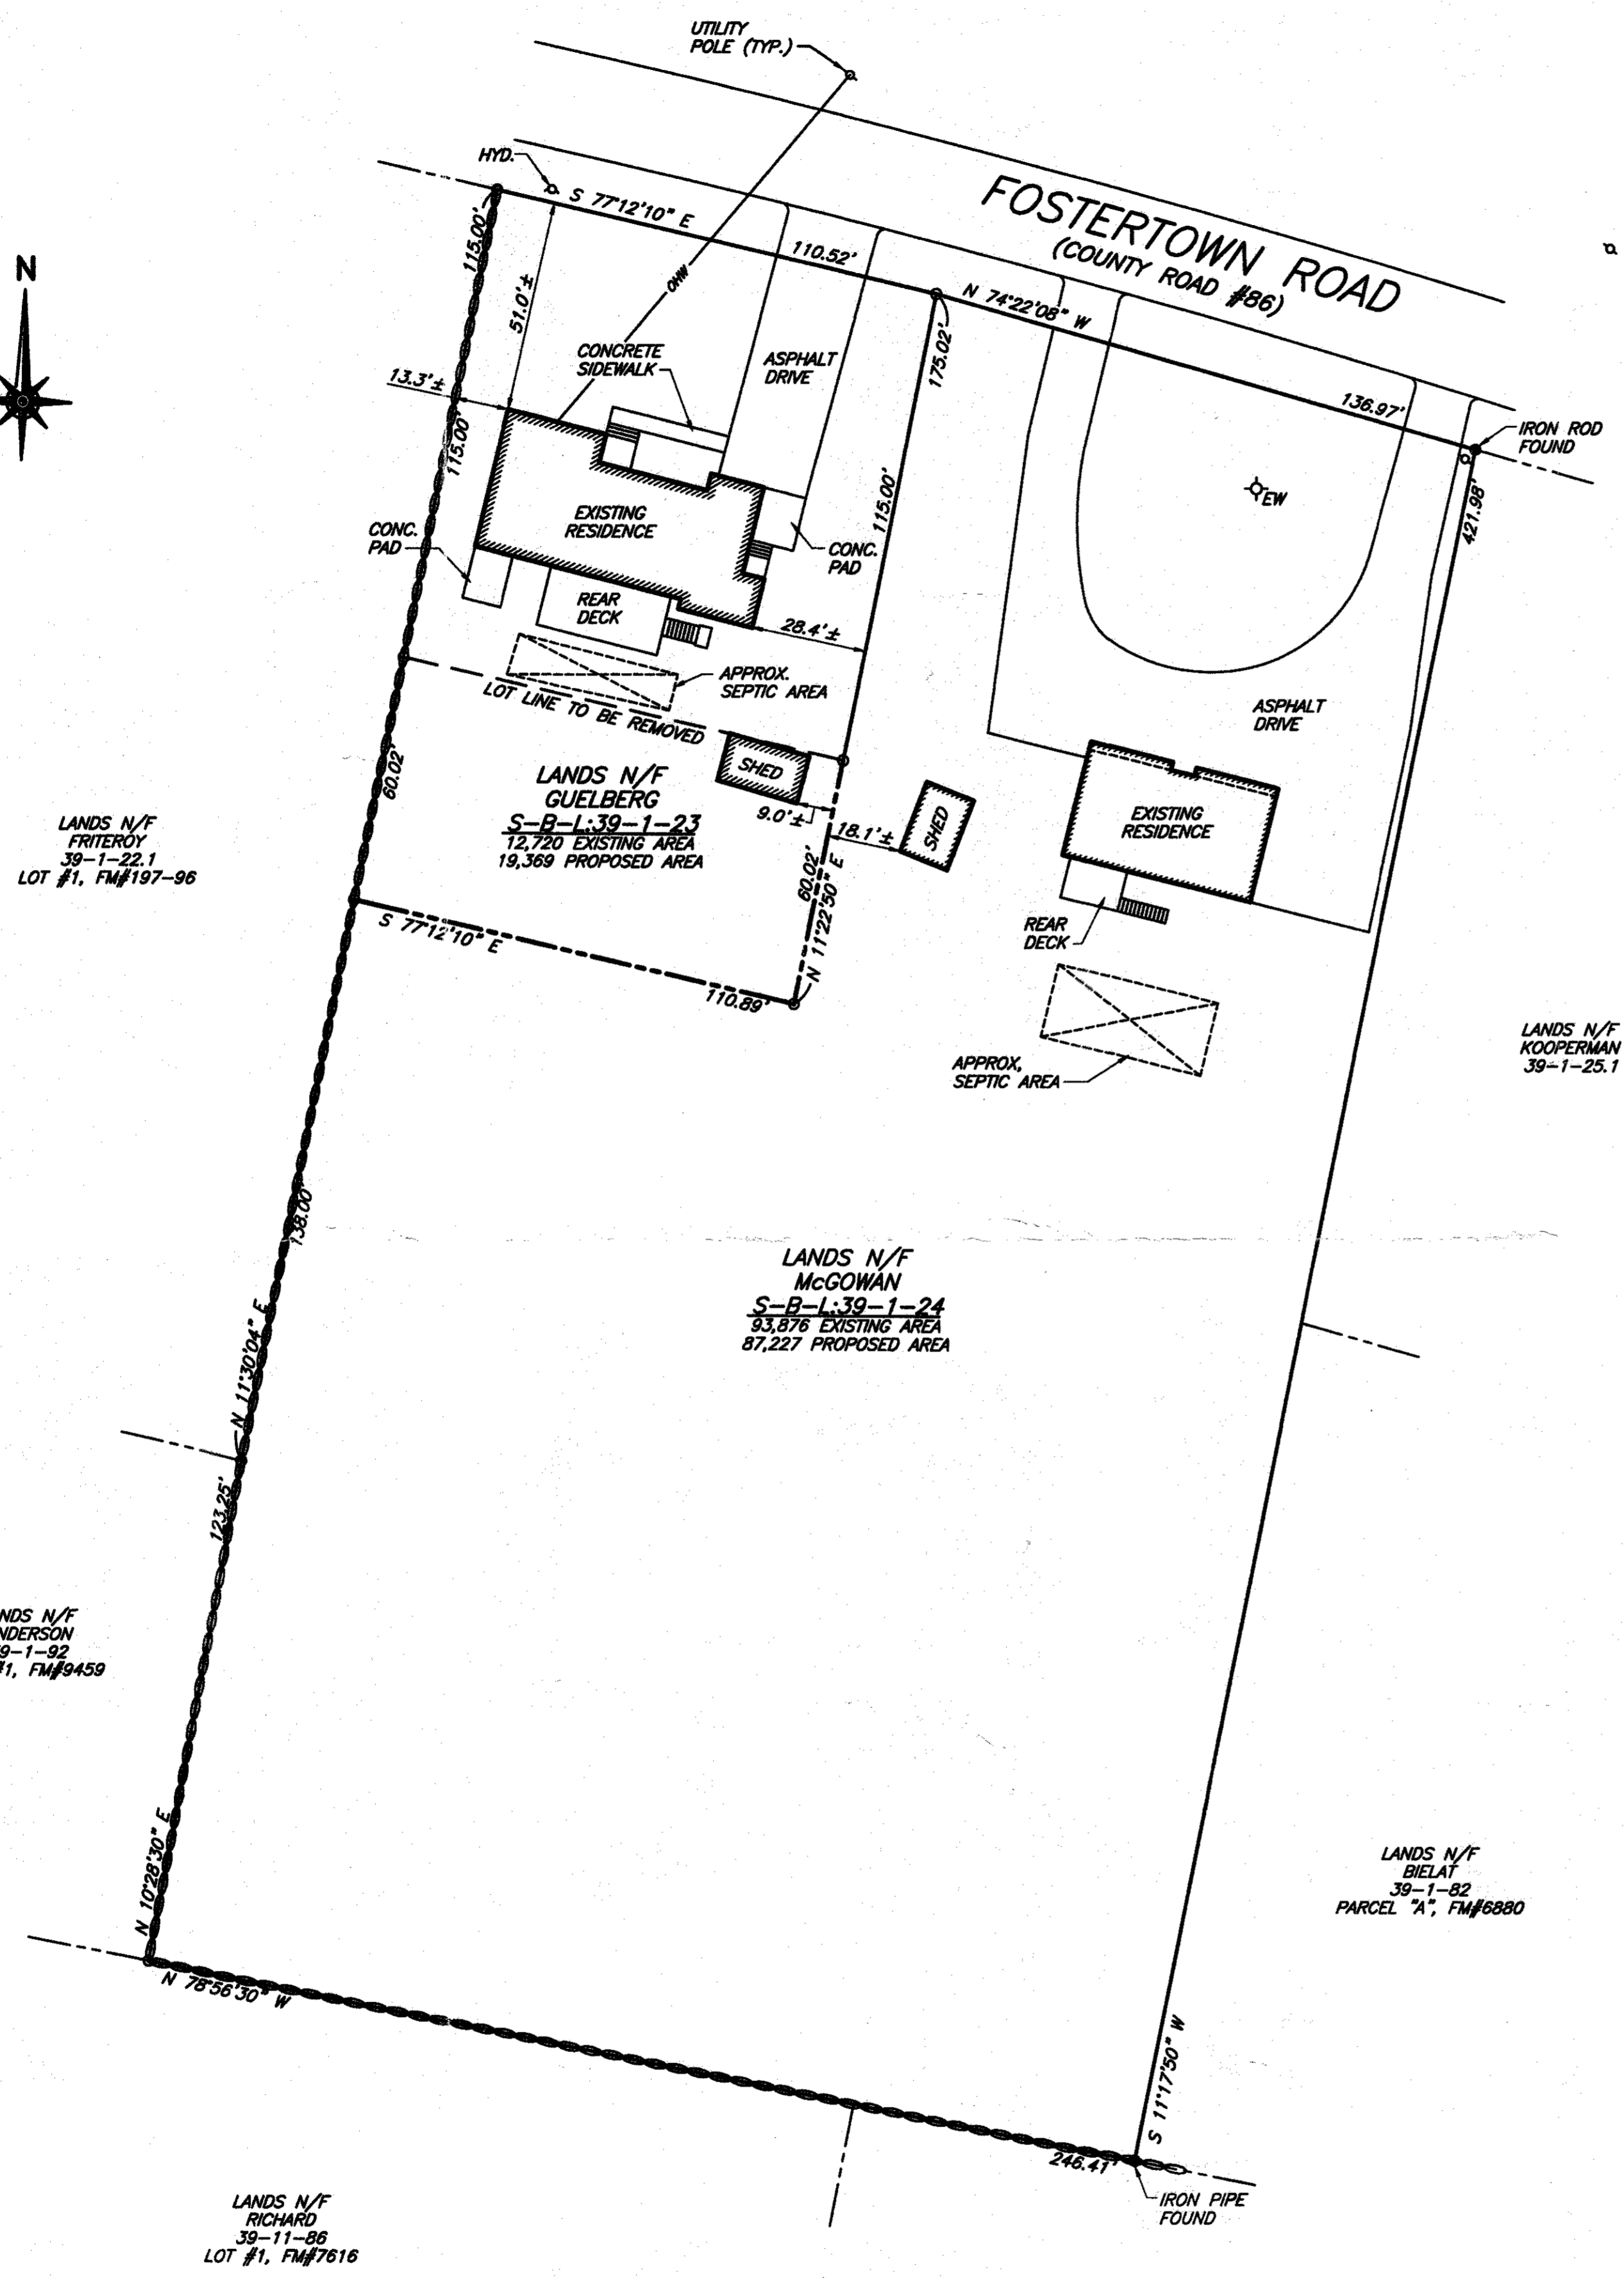 UTILITY
POLE (TYP.)
HYD.
S 77°12'10" E
110.52'
FOSTERTOWN ROAD
(COUNTY ROAD #86)
N 74°22'08" W
136.97'
IRON ROD
FOUND
N
115.00'
51.0'±
OHW
175.02'
CONCRETE
SIDEWALK
ASPHALT
DRIVE
13.3'±
115.00'
115.00'
421.98'
EW
EXISTING
RESIDENCE
CONC.
PAD
CONC.
PAD
REAR
DECK
28.4'±
APPROX.
SEPTIC AREA
LOT LINE TO BE REMOVED
ASPHALT
DRIVE
60.02'
SHED
LANDS N/F
GUELBERG
S-B-L:39-1-23
12,720 EXISTING AREA
19,369 PROPOSED AREA
9.0'±
18.1'±
SHED
EXISTING
RESIDENCE
60.02'
N 11°22'50" E
LANDS N/F
FRITEROY
39-1-22.1
LOT #1, FM#197-96
S 77°12'10" E
110.89'
REAR
DECK
APPROX,
SEPTIC AREA
LANDS N/F
KOOPERMAN
39-1-25.1
138.00'
N 11°30'04" E
LANDS N/F
McGOWAN
S-B-L:39-1-24
93,876 EXISTING AREA
87,227 PROPOSED AREA
123.25'
NDS N/F
NDERSON
9-1-92
#1, FM#9459
N 10°28'30" E
LANDS N/F
BIELAT
39-1-82
PARCEL "A", FM#6880
N 78°56'30" W
S 11°17'50" W
246.41'
IRON PIPE
FOUND
LANDS N/F
RICHARD
39-11-86
LOT #1, FM#7616